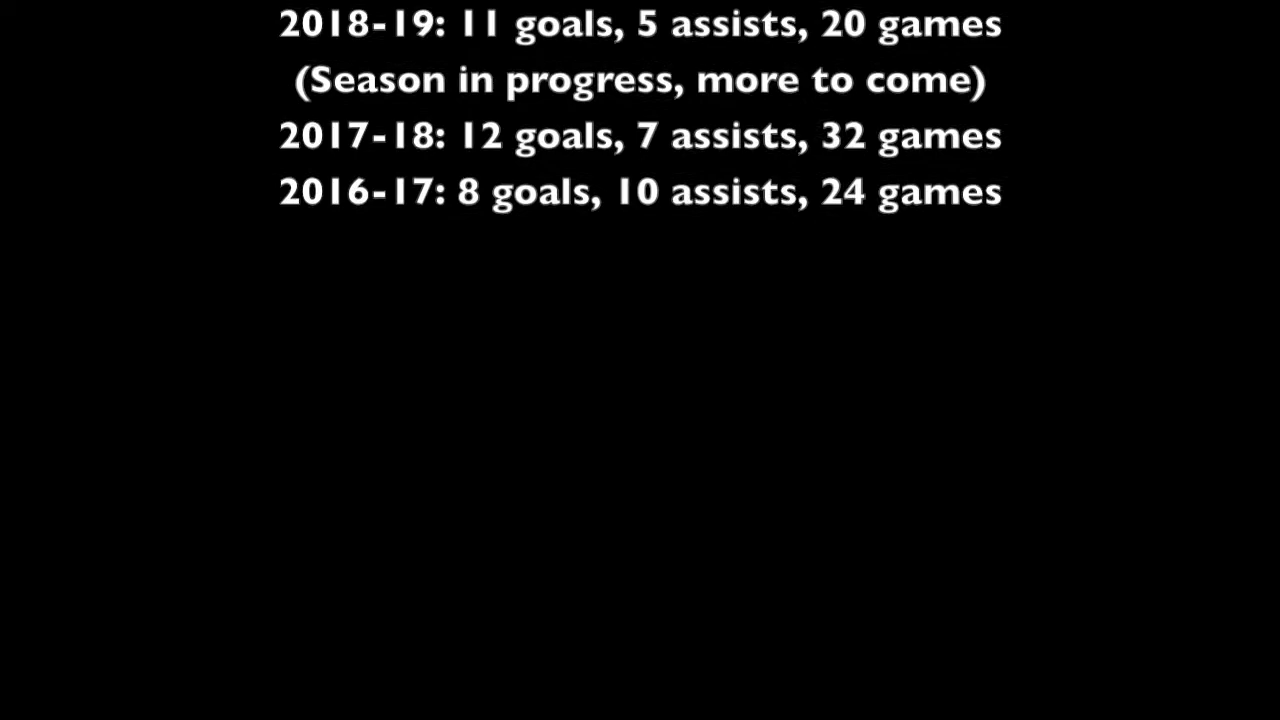 2018-19: 11 goals, 5 assists, 20 games
(Season in progress, more to come)
2017-18: 12 goals, 7 assists, 32 games
2016-17: 8 goals, 10 assists, 24 games